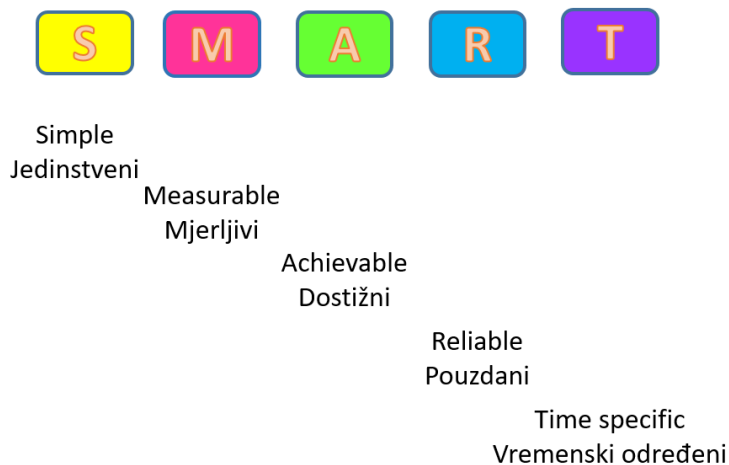 S M A R T
Simple
Jedinstveni
Measurable
Mjerljivi
Achievable
Dostižni
Reliable
Pouzdani
Time specific
Vremenski određeni